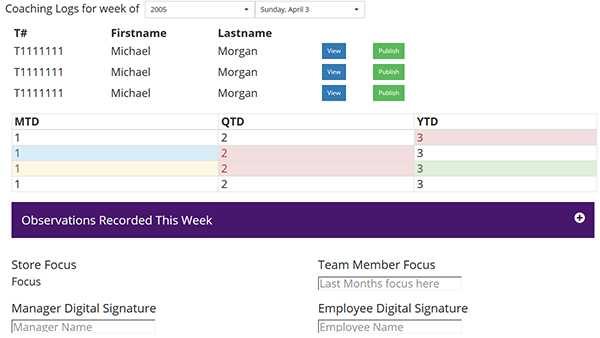 Coaching Logs for week of 2005 Sunday, April 3
T# Firstname Lastname
T1111111 Michael Morgan View Publish
T1111111 Michael Morgan View Publish
T1111111 Michael Morgan View Publish
MTD QTD YTD
1 2 3
1 2 3
1 2 3
1 2 3
Observations Recorded This Week
Store Focus Team Member Focus
Focus Last Months focus here
Manager Digital Signature Employee Digital Signature
Manager Name Employee Name